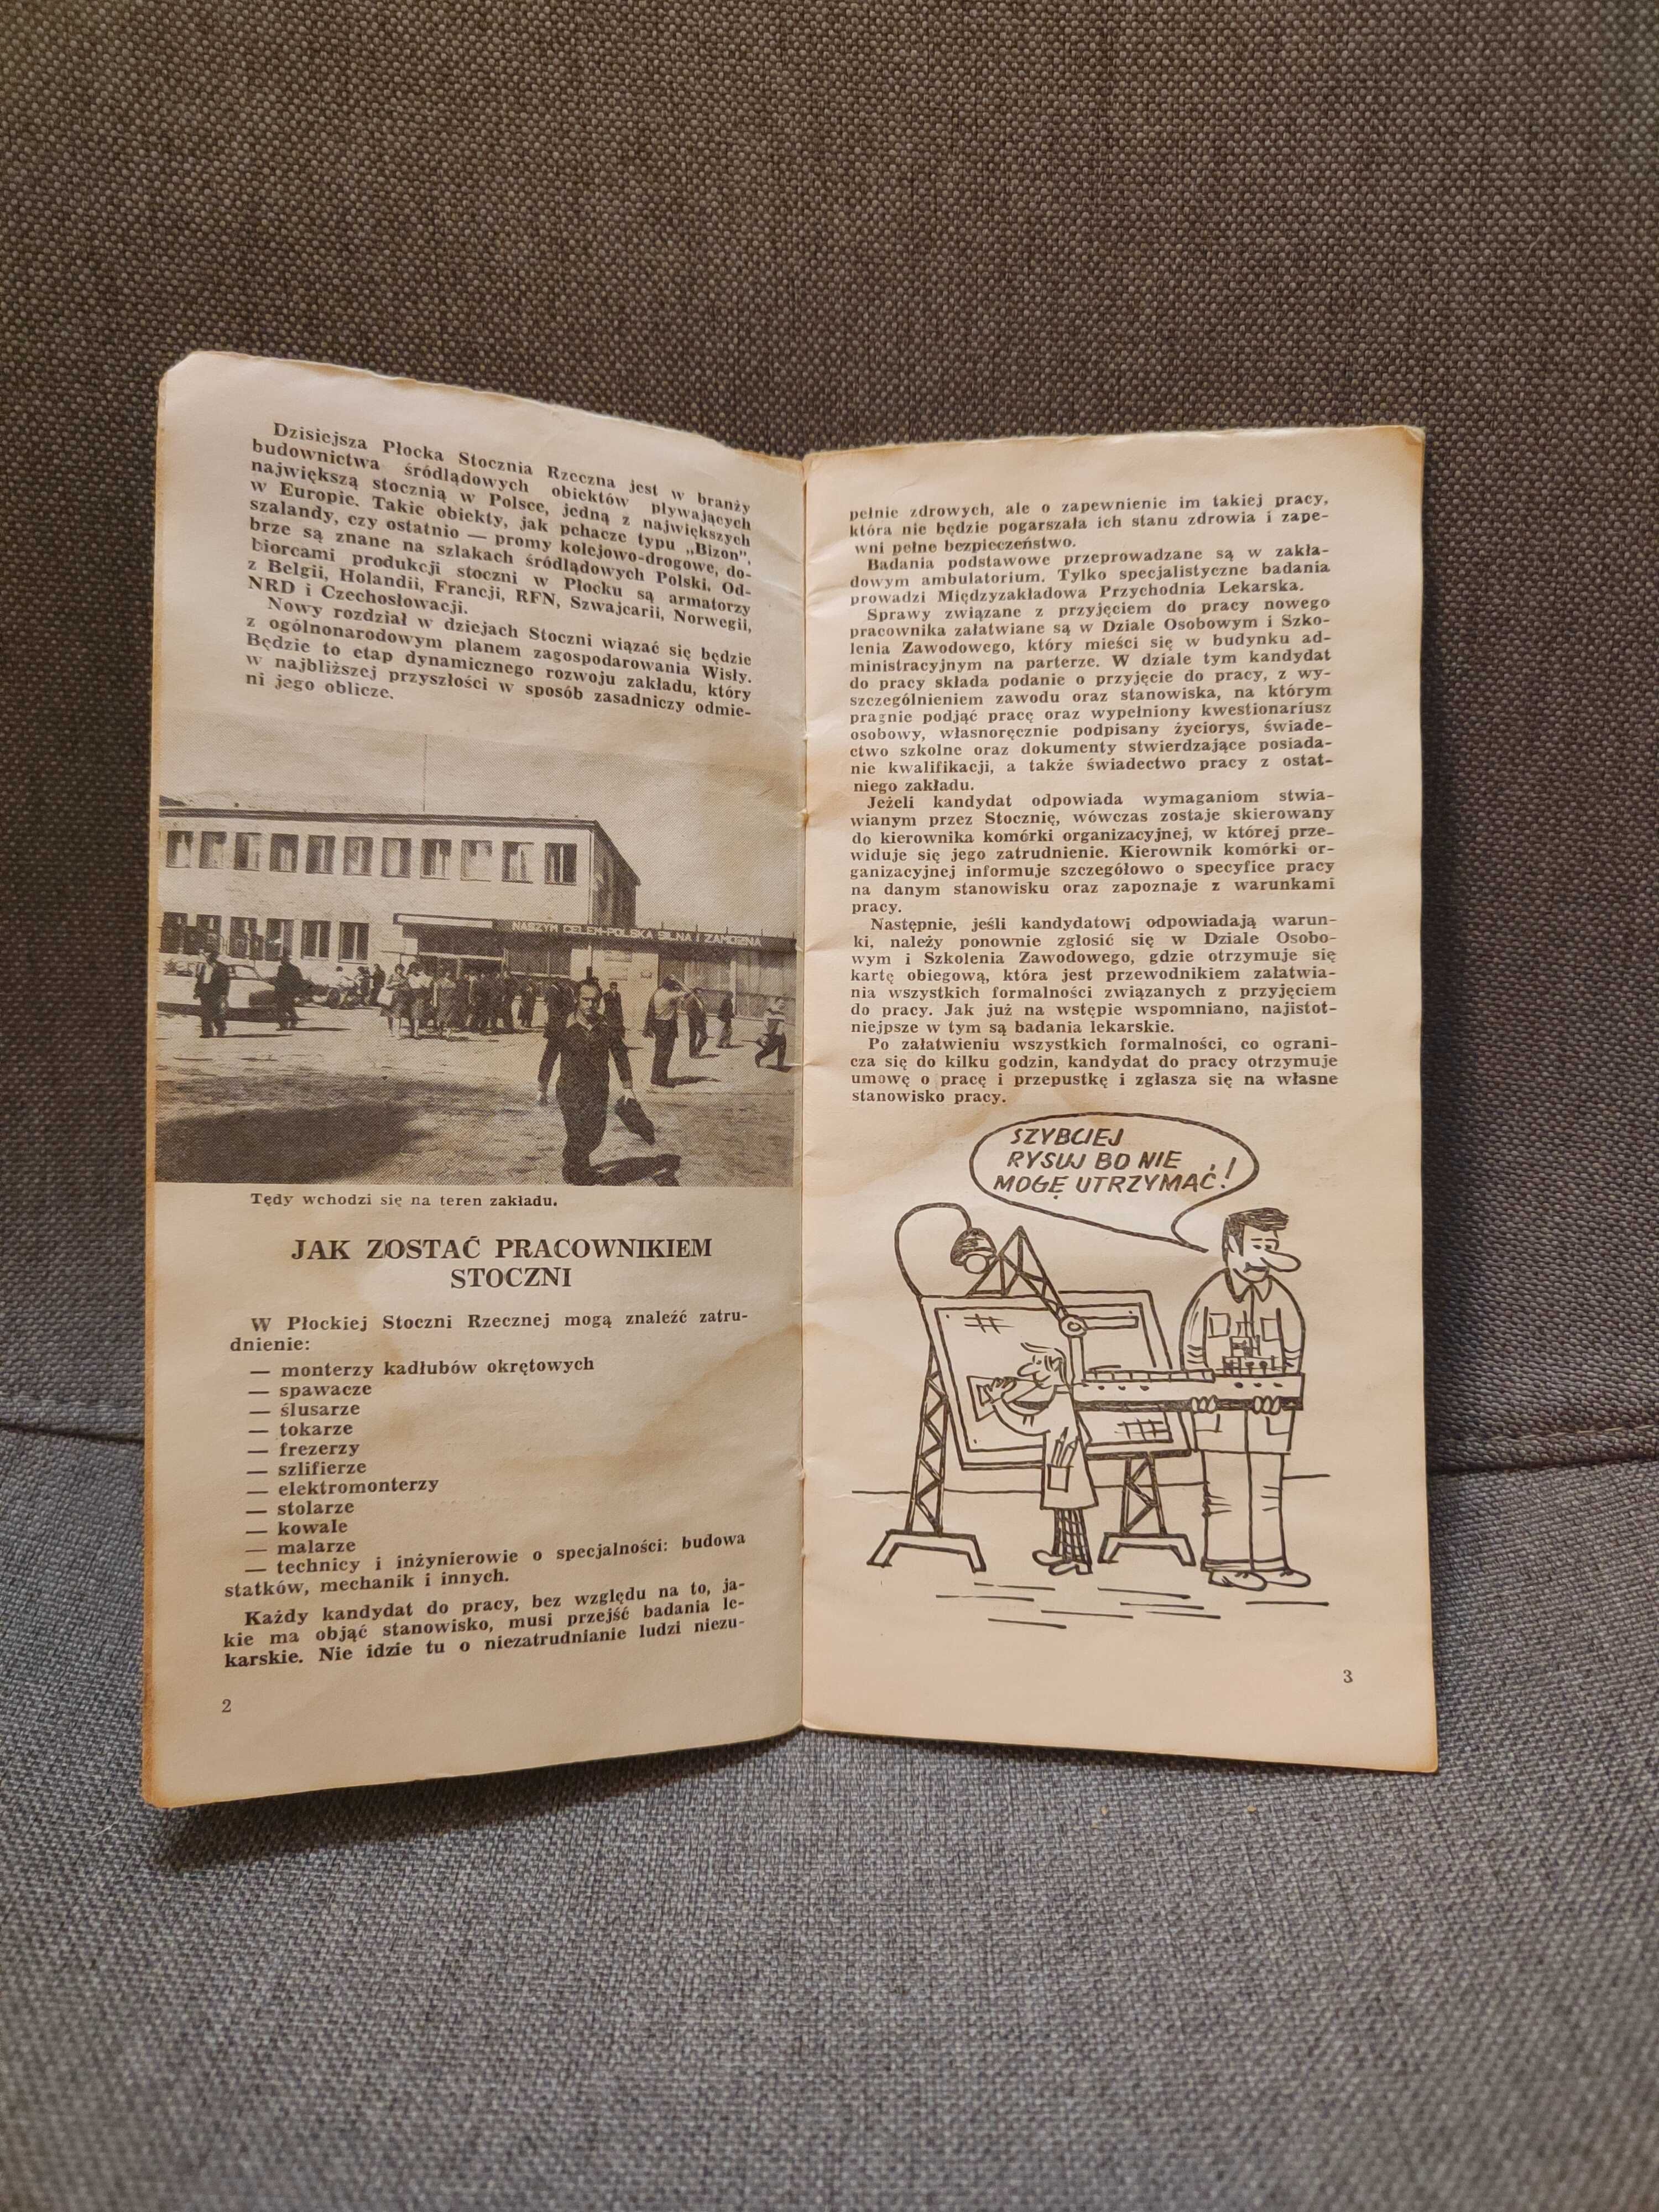 Dzisiejsza Płocka Stocznia Rzeczna jest w branży
budownictwa śródlądowych obiektów pływających
największą stocznią w Polsce, jedną z największych
w Europie. Takie obiekty, jak pchacze typu „Bizon”,
szalandy, czy ostatnio — promy kolejowo-drogowe, do-
brze są znane na szlakach śródlądowych Polski. Od-
biorcami produkcji stoczni w Płocku są armatorzy
z Belgii, Holandii, Francji, RFN, Szwajcarii, Norwegii,
NRD i Czechosłowacji.
Nowy rozdział w dziejach Stoczni wiązać się będzie
z ogólnonarodowym planem zagospodarowania Wisły.
Będzie to etap dynamicznego rozwoju zakładu, który
w najbliższej przyszłości w sposób zasadniczy odmie-
ni jego oblicze.
NASZYM CELEM-POLSKA SILNA I ZAMOŻNA
Tędy wchodzi się na teren zakładu.
JAK ZOSTAĆ PRACOWNIKIEM
STOCZNI
W Płockiej Stoczni Rzecznej mogą znaleźć zatru-
dnienie:
— monterzy kadłubów okrętowych
— spawacze
— ślusarze
— tokarze
— frezerzy
— szlifierze
— elektromonterzy
— stolarze
— kowale
— malarze
— technicy i inżynierowie o specjalności: budowa
statków, mechanik i innych.
Każdy kandydat do pracy, bez względu na to, ja-
kie ma objąć stanowisko, musi przejść badania le-
karskie. Nie idzie tu o niezatrudnianie ludzi niezu-
2
pełnie zdrowych, ale o zapewnienie im takiej pracy,
która nie będzie pogarszała ich stanu zdrowia i zape-
wni pełne bezpieczeństwo.
Badania podstawowe przeprowadzane są w zakła-
dowym ambulatorium. Tylko specjalistyczne badania
prowadzi Międzyzakładowa Przychodnia Lekarska.
Sprawy związane z przyjęciem do pracy nowego
pracownika załatwiane są w Dziale Osobowym i Szko-
lenia Zawodowego, który mieści się w budynku ad-
ministracyjnym na parterze. W dziale tym kandydat
do pracy składa podanie o przyjęcie do pracy, z wy-
szczególnieniem zawodu oraz stanowiska, na którym
pragnie podjąć pracę oraz wypełniony kwestionariusz
osobowy, własnoręcznie podpisany życiorys, świade-
ctwo szkolne oraz dokumenty stwierdzające posiada-
nie kwalifikacji, a także świadectwo pracy z ostat-
niego zakładu.
Jeżeli kandydat odpowiada wymaganiom stwia-
wianym przez Stocznię, wówczas zostaje skierowany
do kierownika komórki organizacyjnej, w której prze-
widuje się jego zatrudnienie. Kierownik komórki or-
ganizacyjnej informuje szczegółowo o specyfice pracy
na danym stanowisku oraz zapoznaje z warunkami
pracy.
Następnie, jeśli kandydatowi odpowiadają warun-
ki, należy ponownie zgłosić się w Dziale Osobo-
wym i Szkolenia Zawodowego, gdzie otrzymuje się
kartę obiegową, która jest przewodnikiem załatwia-
nia wszystkich formalności związanych z przyjęciem
do pracy. Jak już na wstępie wspomniano, najistot-
niejpsze w tym są badania lekarskie.
Po załatwieniu wszystkich formalności, co ograni-
cza się do kilku godzin, kandydat do pracy otrzymuje
umowę o pracę i przepustkę i zgłasza się na własne
stanowisko pracy.
SZYBCIEJ
RYSUJ BO NIE
MOGĘ UTRZYMAĆ!
3